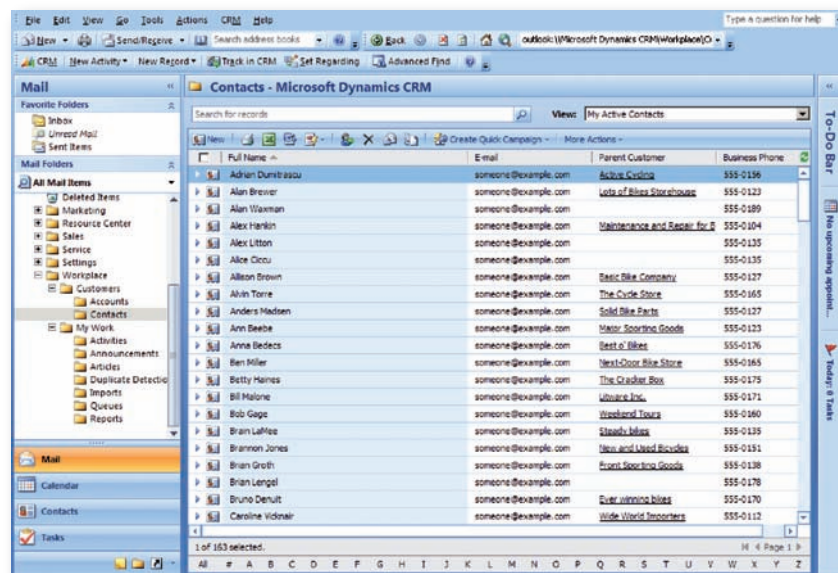 File Edit View Go Tools Actions CRM Help Type a question for help
New Send/Receive Search address books Back outlook:\\Microsoft Dynamics CRM\Workplace\C
CRM New Activity New Record Track in CRM Set Regarding Advanced Find
Mail
Favorite Folders
Inbox
Unread Mail
Sent Items
Mail Folders
All Mail Items
Deleted Items
Marketing
Resource Center
Sales
Service
Settings
Workplace
Customers
Accounts
Contacts
My Work
Activities
Announcements
Articles
Duplicate Detectio
Imports
Queues
Reports
Mail
Calendar
Contacts
Tasks
Contacts - Microsoft Dynamics CRM
Search for records View: My Active Contacts
New Create Quick Campaign More Actions
Full Name E-mail Parent Customer Business Phone
Adrian Dumitrascu someone@example.com Active Cycling 555-0156
Alan Brewer someone@example.com Lots of Bikes Storehouse 555-0123
Alan Waxman someone@example.com 555-0189
Alex Hankin someone@example.com Maintenance and Repair for B 555-0104
Alex Litton someone@example.com 555-0135
Alice Ciccu someone@example.com 555-0135
Allison Brown someone@example.com Basic Bike Company 555-0127
Alvin Torre someone@example.com The Cycle Store 555-0165
Anders Madsen someone@example.com Solid Bike Parts 555-0127
Ann Beebe someone@example.com Major Sporting Goods 555-0123
Anna Bedecs someone@example.com Best o' Bikes 555-0176
Ben Miller someone@example.com Next-Door Bike Store 555-0165
Betty Haines someone@example.com The Cracker Box 555-0175
Bil Malone someone@example.com Litware Inc. 555-0171
Bob Gage someone@example.com Weekend Tours 555-0160
Brain LaMee someone@example.com Steady bikes 555-0135
Brannon Jones someone@example.com New and Used Bicycles 555-0151
Brian Groth someone@example.com Front Sporting Goods 555-0138
Brian Lengel someone@example.com 555-0178
Bruno Denuit someone@example.com Ever winning bikes 555-0170
Caroline Vicknair someone@example.com Wide World Importers 555-0112
1 of 163 selected. Page 1
All # A B C D E F G H I J K L M N O P Q R S T U V W X Y Z
To-Do Bar
No upcoming appoint...
Today: 0 Tasks